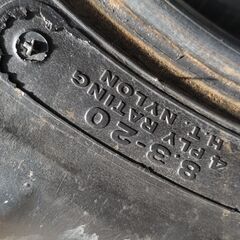 8.3-20
4 PLY RATING
H.T. NYLON